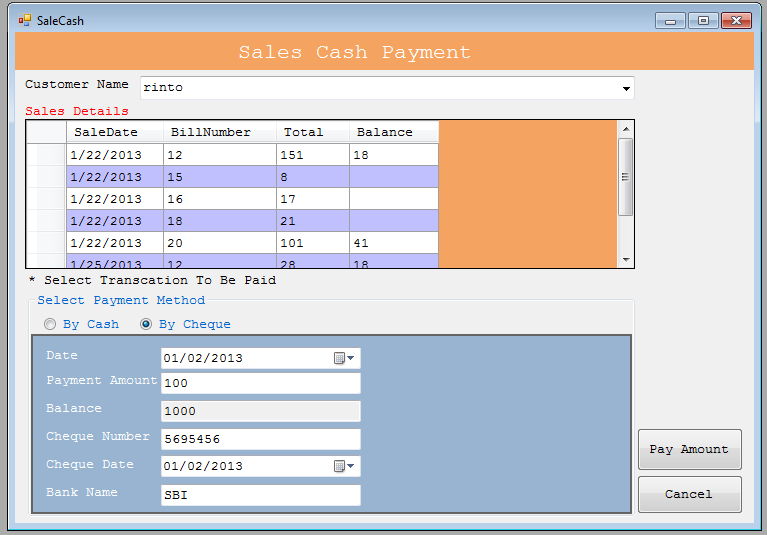 SaleCash
Sales Cash Payment
Customer Name rinto
Sales Details
SaleDate BillNumber Total Balance
1/22/2013 12 151 18
1/22/2013 15 8
1/22/2013 16 17
1/22/2013 18 21
1/22/2013 20 101 41
1/25/2013 12 28 18
* Select Transcation To Be Paid
Select Payment Method
By Cash By Cheque
Date 01/02/2013
Payment Amount 100
Balance 1000
Cheque Number 5695456
Cheque Date 01/02/2013
Bank Name SBI
Pay Amount
Cancel